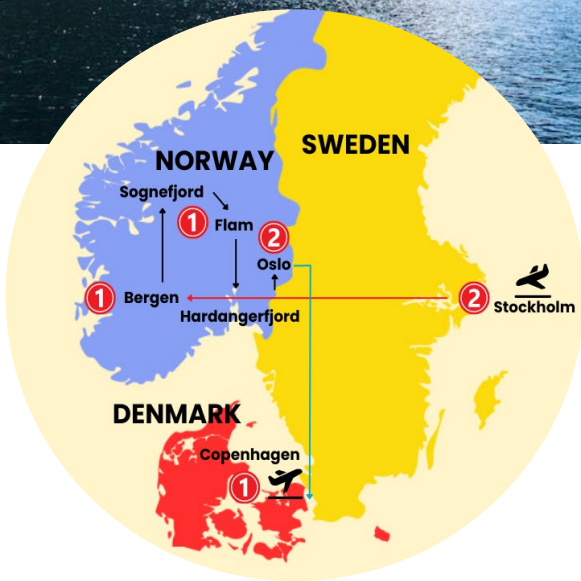 SWEDEN
NORWAY
Sognefjord
1
Flam
2
Oslo
1
Bergen
2
Stockholm
Hardangerfjord
DENMARK
Copenhagen
1